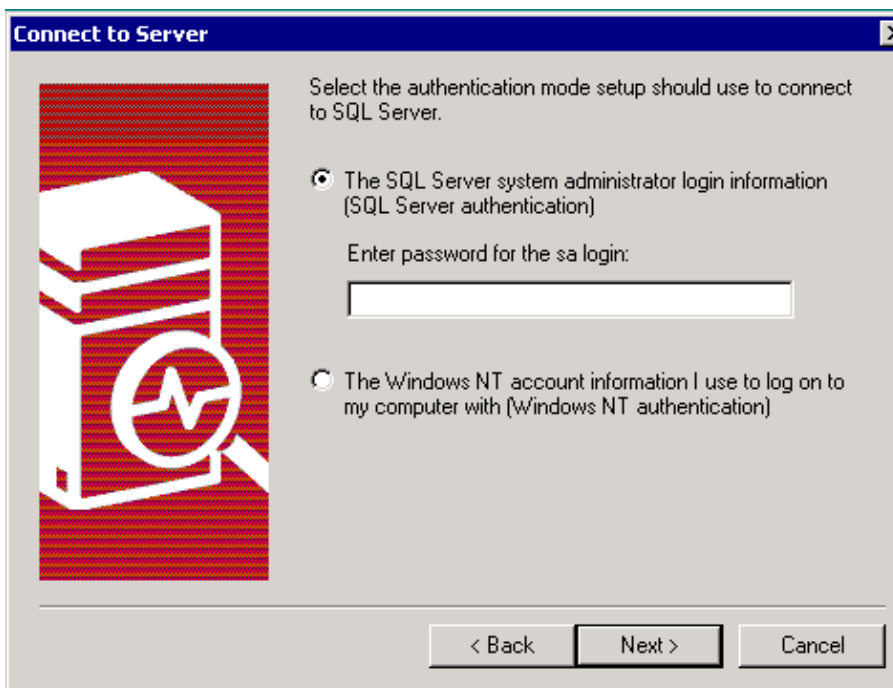 Connect to Server
Select the authentication mode setup should use to connect
to SQL Server.
The SQL Server system administrator login information
(SQL Server authentication)
Enter password for the sa login:
The Windows NT account information I use to log on to
my computer with (Windows NT authentication)
< Back
Next >
Cancel